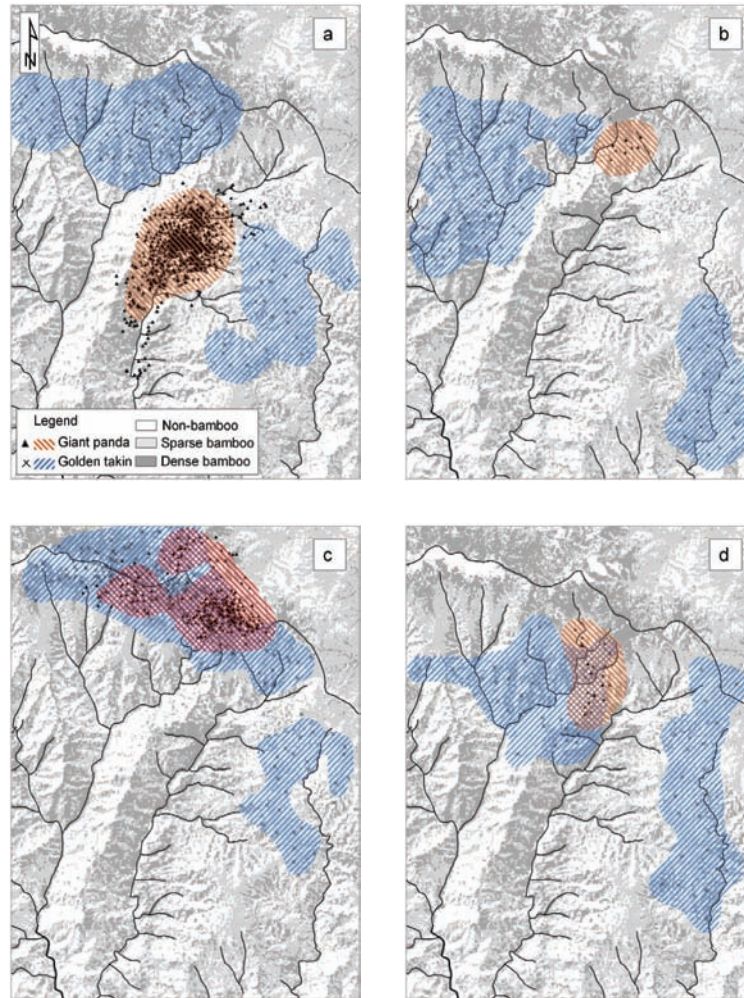 a
N
b
Legend
Giant panda
Golden takin
Non-bamboo
Sparse bamboo
Dense bamboo
c
d